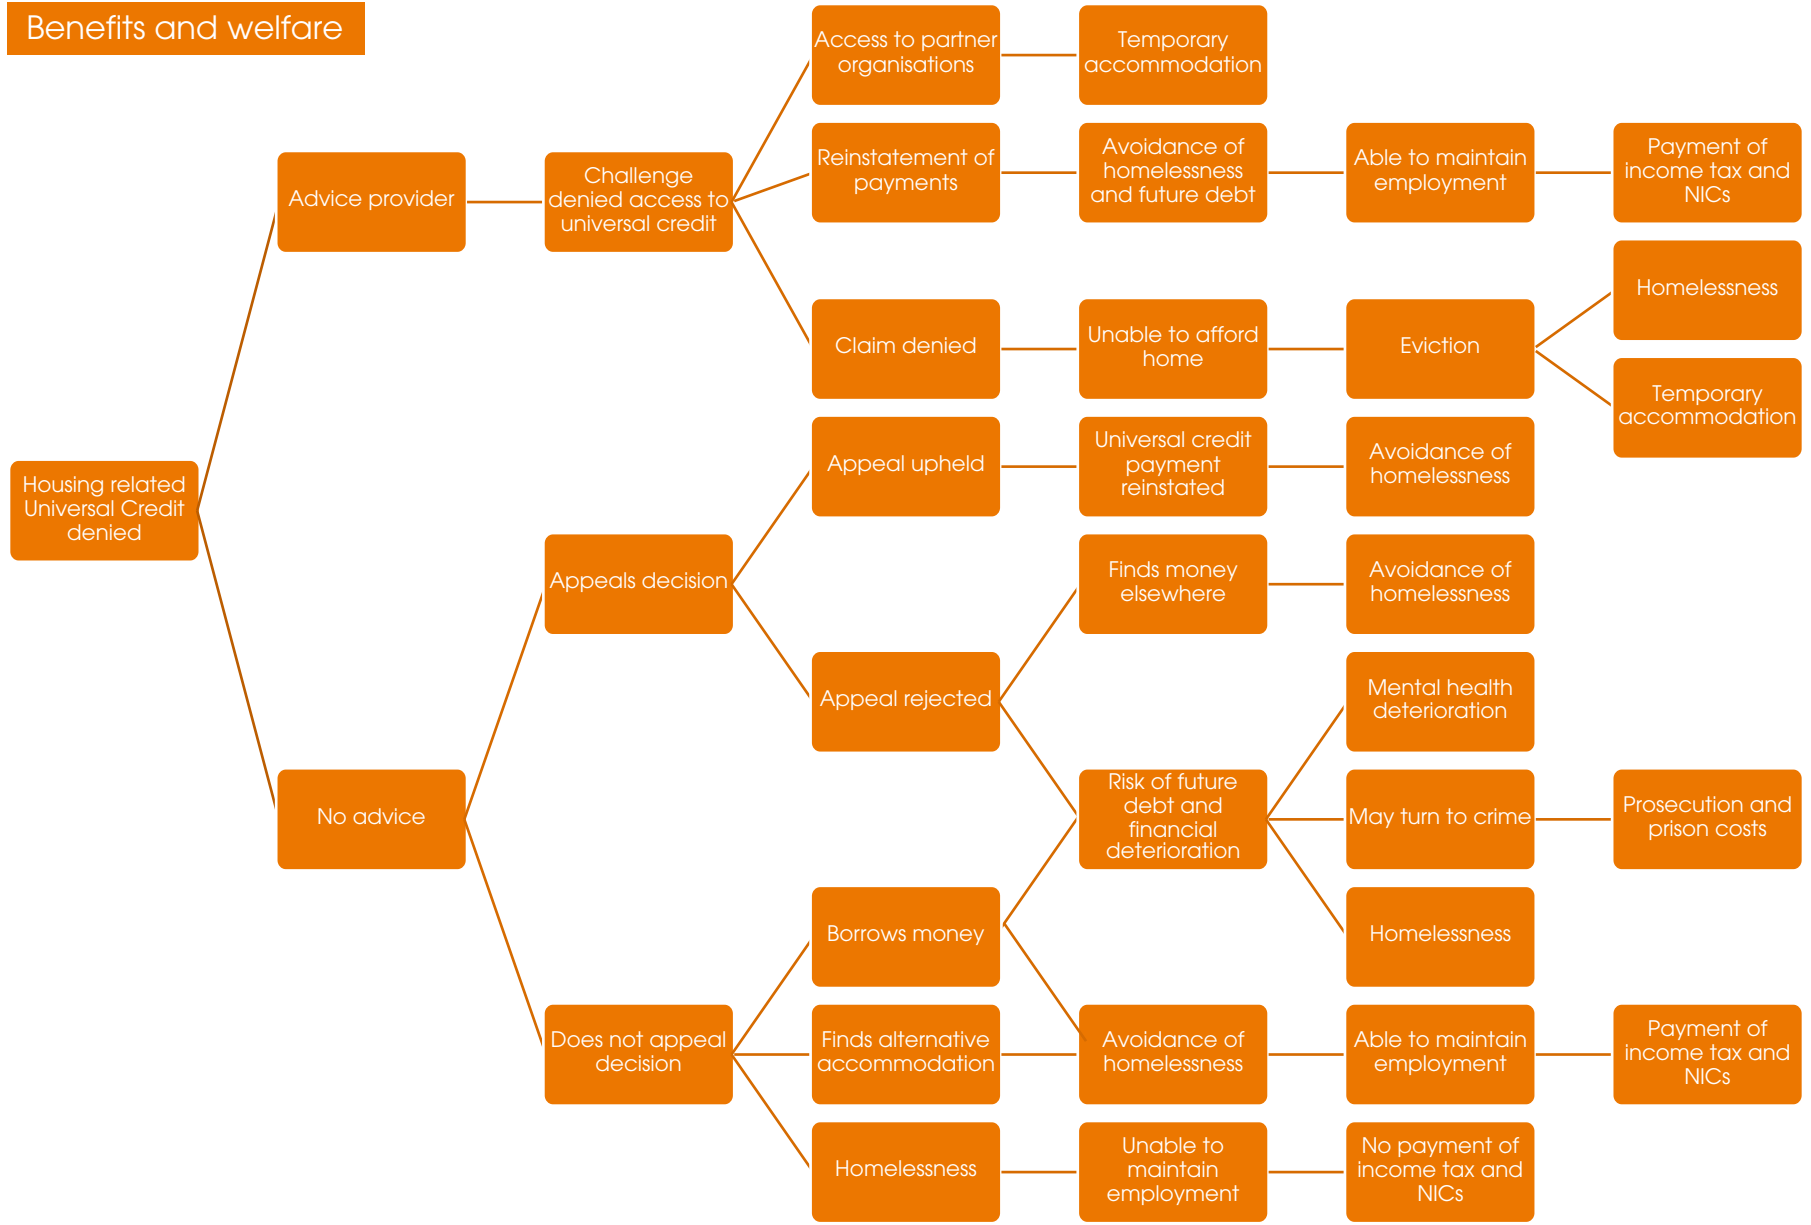 Benefits and welfare
Access to partner
organisations
Temporary
accommodation
Advice provider
Challenge
denied access to
universal credit
Reinstatement of
payments
Avoidance of
homelessness
and future debt
Able to maintain
employment
Payment of
income tax and
NICs
Claim denied
Unable to afford
home
Eviction
Homelessness
Temporary
accommodation
Housing related
Universal Credit
denied
Appeals decision
Appeal upheld
Universal credit
payment
reinstated
Avoidance of
homelessness
Appeal rejected
Finds money
elsewhere
Avoidance of
homelessness
No advice
Risk of future
debt and
financial
deterioration
Mental health
deterioration
May turn to crime
Prosecution and
prison costs
Homelessness
Does not appeal
decision
Borrows money
Finds alternative
accommodation
Avoidance of
homelessness
Able to maintain
employment
Payment of
income tax and
NICs
Homelessness
Unable to
maintain
employment
No payment of
income tax and
NICs